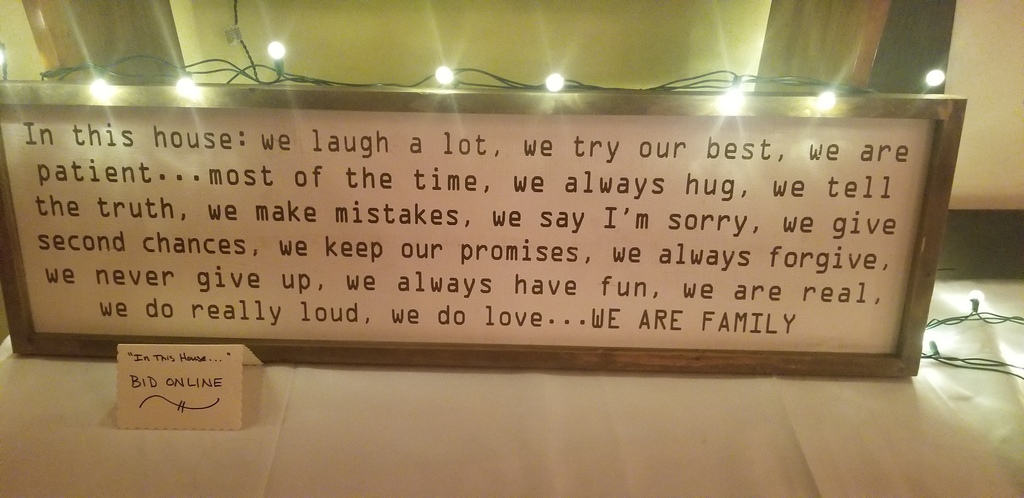 In this house: we laugh a lot, we try our best, we are
patient...most of the time, we always hug, we tell
the truth, we make mistakes, we say I'm sorry, we give
second chances, we keep our promises, we always forgive,
we never give up, we always have fun, we are real,
we do really loud, we do love...WE ARE FAMILY
"In This House..."
BID ONLINE